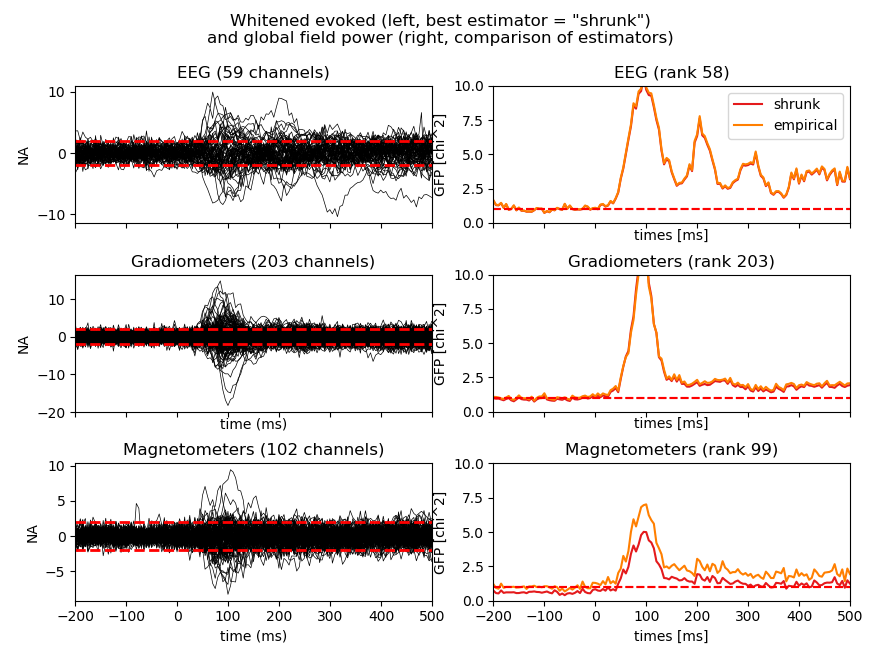 Whitened evoked (left, best estimator = "shrunk")
and global field power (right, comparison of estimators)
EEG (59 channels)
10
0
−10
NA
EEG (rank 58)
10.0
7.5
5.0
2.5
0.0
GFP [chi^2]
shrunk
empirical
times [ms]
Gradiometers (203 channels)
10
0
−10
−20
NA
time (ms)
Gradiometers (rank 203)
10.0
7.5
5.0
2.5
0.0
GFP [chi^2]
times [ms]
Magnetometers (102 channels)
10
5
0
−5
NA
−200 −100 0 100 200 300 400 500
time (ms)
Magnetometers (rank 99)
10.0
7.5
5.0
2.5
0.0
GFP [chi^2]
−200 −100 0 100 200 300 400 500
times [ms]